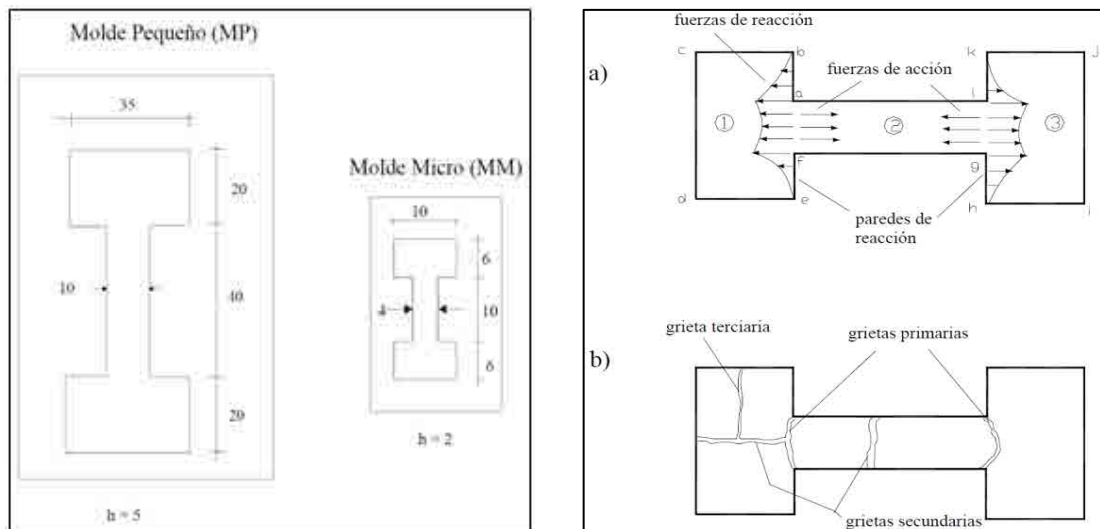 Molde Pequeño (MP)
35
20
10
40
20
h = 5
Molde Micro (MM)
10
6
4
10
6
h = 2
a)
fuerzas de reacción
fuerzas de acción
c
b
k
j
a
l
1
2
3
f
g
d
e
h
i
paredes de
reacción
b)
grieta terciaria
grietas primarias
grietas secundarias